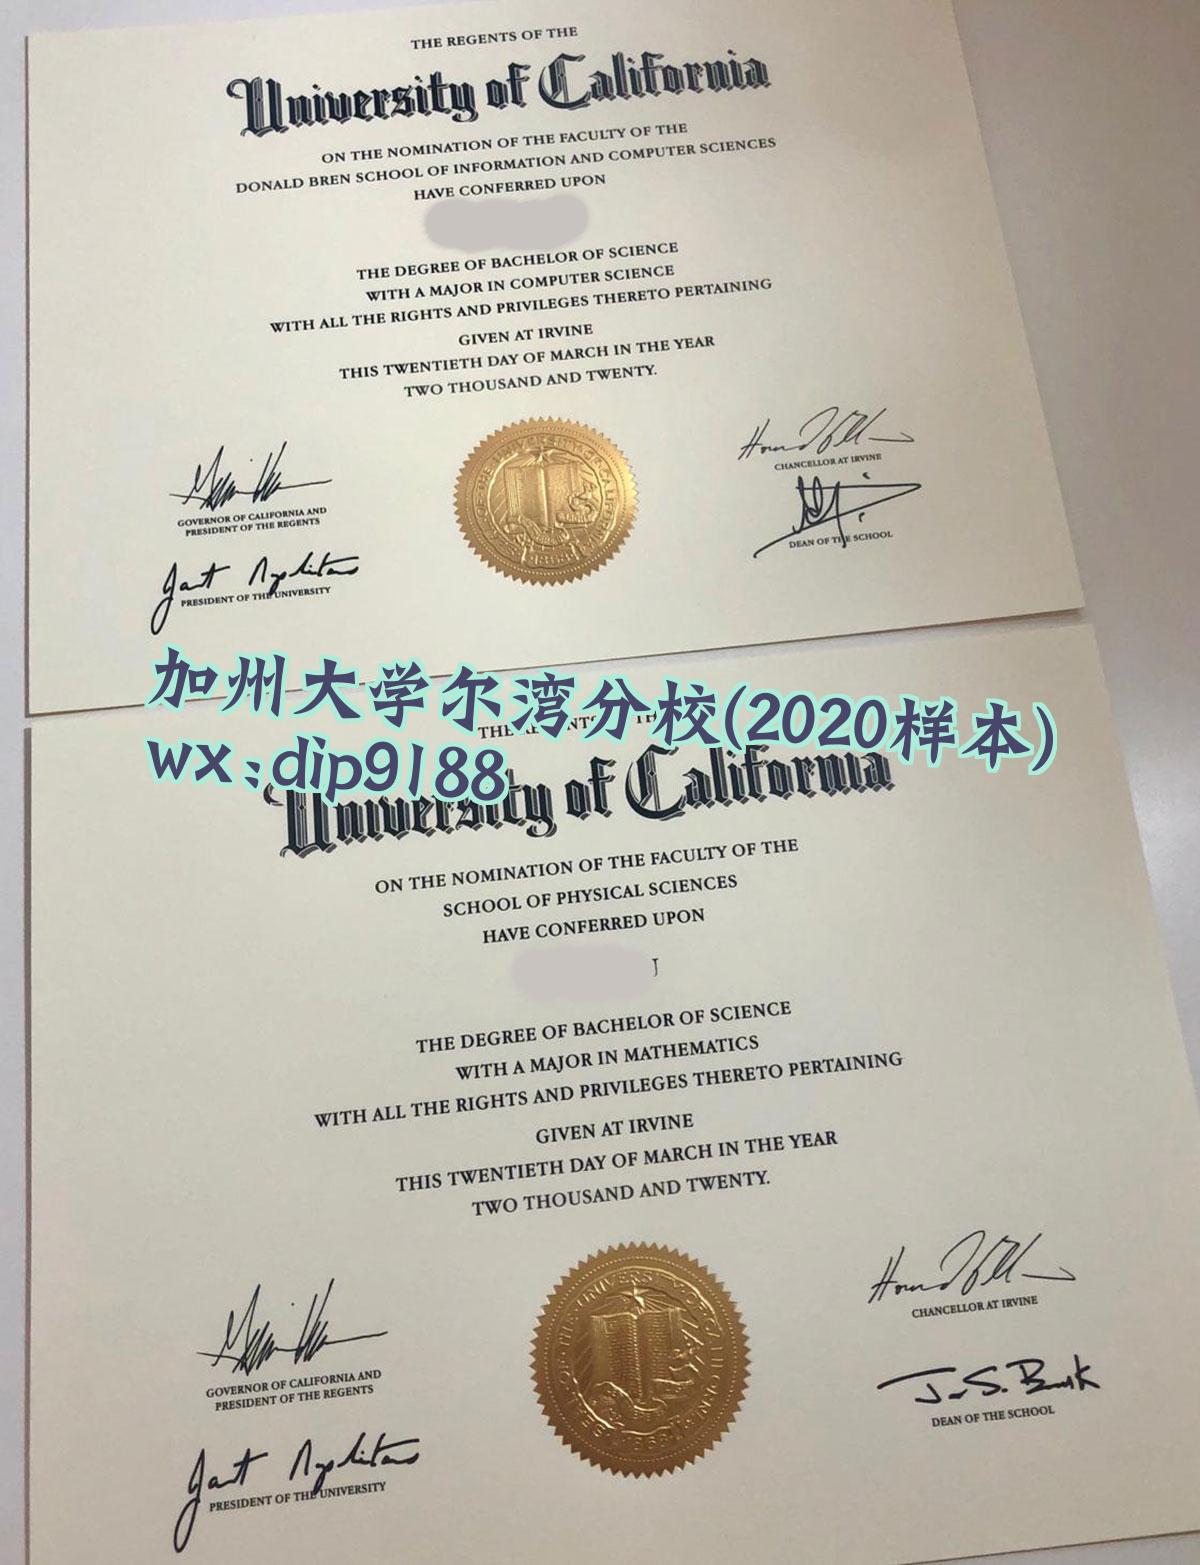 THE REGENTS OF THE
University of California
ON THE NOMINATION OF THE FACULTY OF THE
DONALD BREN SCHOOL OF INFORMATION AND COMPUTER SCIENCES
HAVE CONFERRED UPON
THE DEGREE OF BACHELOR OF SCIENCE
WITH A MAJOR IN COMPUTER SCIENCE
WITH ALL THE RIGHTS AND PRIVILEGES THERETO PERTAINING
GIVEN AT IRVINE
THIS TWENTIETH DAY OF MARCH IN THE YEAR
TWO THOUSAND AND TWENTY.
GOVERNOR OF CALIFORNIA AND
PRESIDENT OF THE REGENTS
PRESIDENT OF THE UNIVERSITY
CHANCELLOR AT IRVINE
DEAN OF THE SCHOOL
加州大学尔湾分校(2020样本)
wx:dip9188
University of California
ON THE NOMINATION OF THE FACULTY OF THE
SCHOOL OF PHYSICAL SCIENCES
HAVE CONFERRED UPON
J
THE DEGREE OF BACHELOR OF SCIENCE
WITH A MAJOR IN MATHEMATICS
WITH ALL THE RIGHTS AND PRIVILEGES THERETO PERTAINING
GIVEN AT IRVINE
THIS TWENTIETH DAY OF MARCH IN THE YEAR
TWO THOUSAND AND TWENTY.
GOVERNOR OF CALIFORNIA AND
PRESIDENT OF THE REGENTS
PRESIDENT OF THE UNIVERSITY
CHANCELLOR AT IRVINE
DEAN OF THE SCHOOL